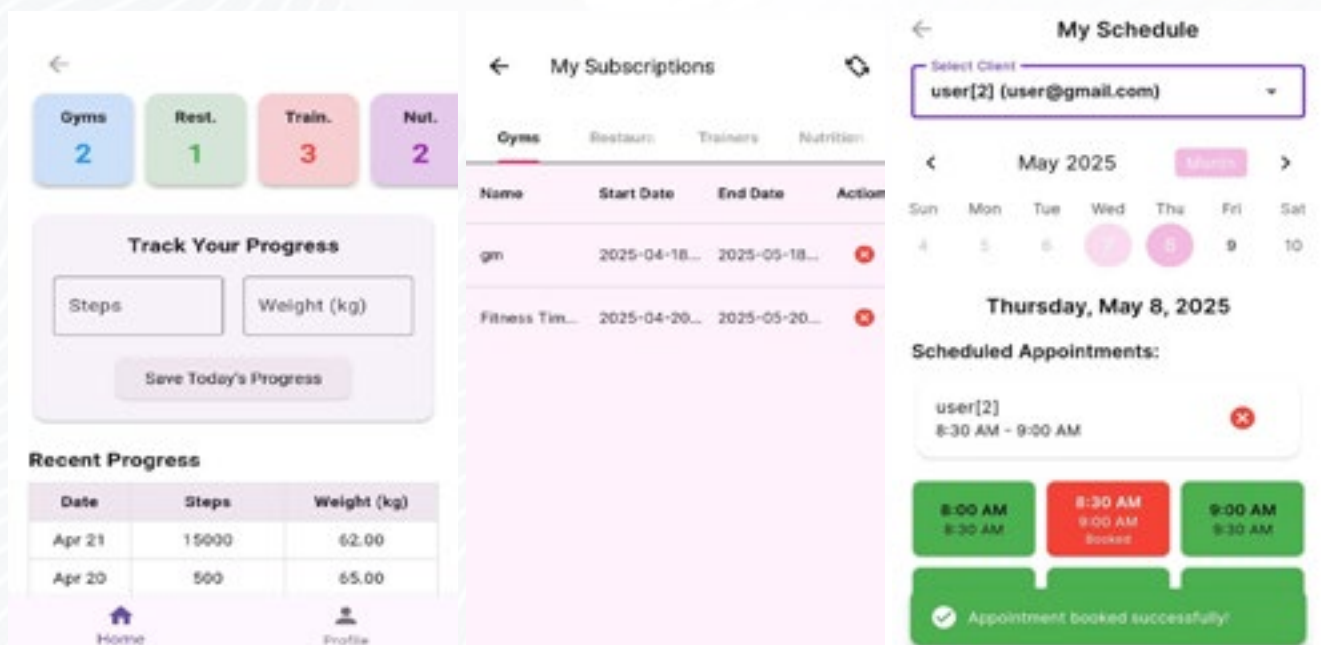 Gyms Rest. Train. Nut.
2 1 3 2
Track Your Progress
Steps Weight (kg)
Save Today's Progress
Recent Progress
Date Steps Weight (kg)
Apr 21 15000 62.00
Apr 20 500 65.00
Home Profile
My Subscriptions
Gyms Restaura Trainers Nutrition
Name Start Date End Date Action
gm 2025-04-18... 2025-05-18...
Fitness Tim... 2025-04-20... 2025-05-20...
My Schedule
Select Client
user[2] (user@gmail.com)
May 2025 Month
Sun Mon Tue Wed Thu Fri Sat
4 5 6 7 8 9 10
Thursday, May 8, 2025
Scheduled Appointments:
user[2]
8:30 AM - 9:00 AM
8:00 AM 8:30 AM 9:00 AM
8:30 AM 9:00 AM 9:30 AM
Booked
Appointment booked successfully!